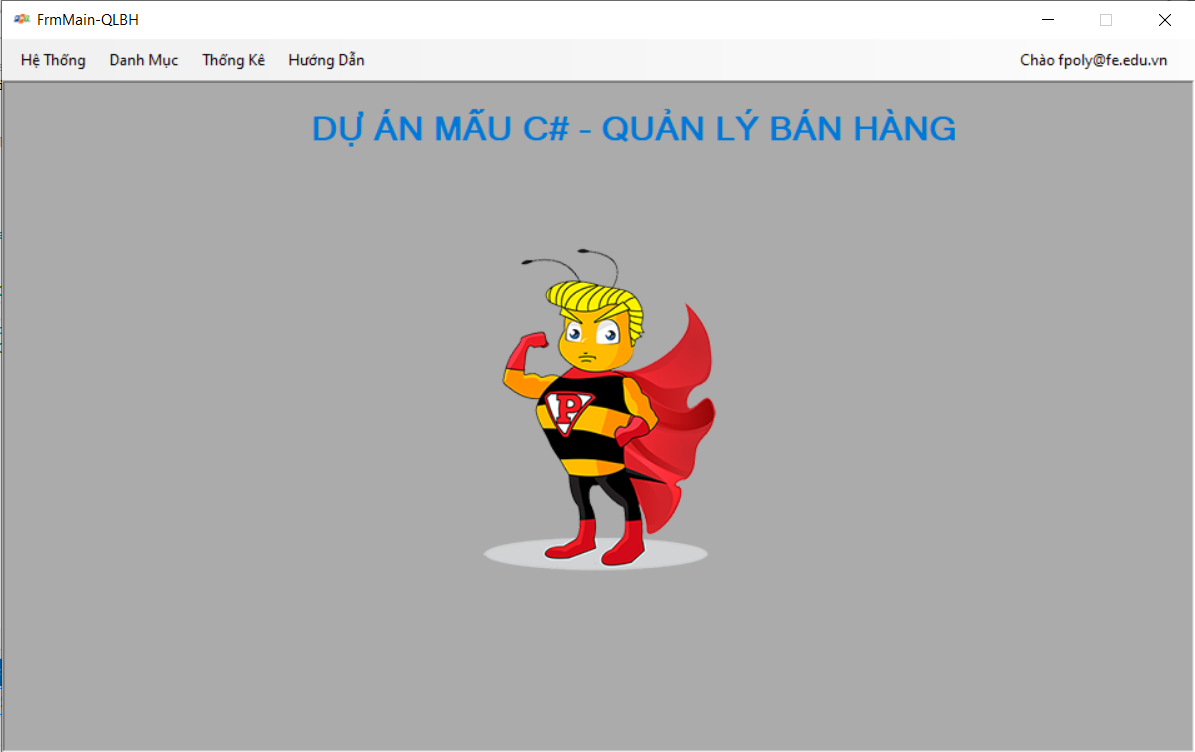 FrmMain-QLBH
Hệ Thống Danh Mục Thống Kê Hướng Dẫn Chào fpoly@fe.edu.vn
DỰ ÁN MẪU C# - QUẢN LÝ BÁN HÀNG
P